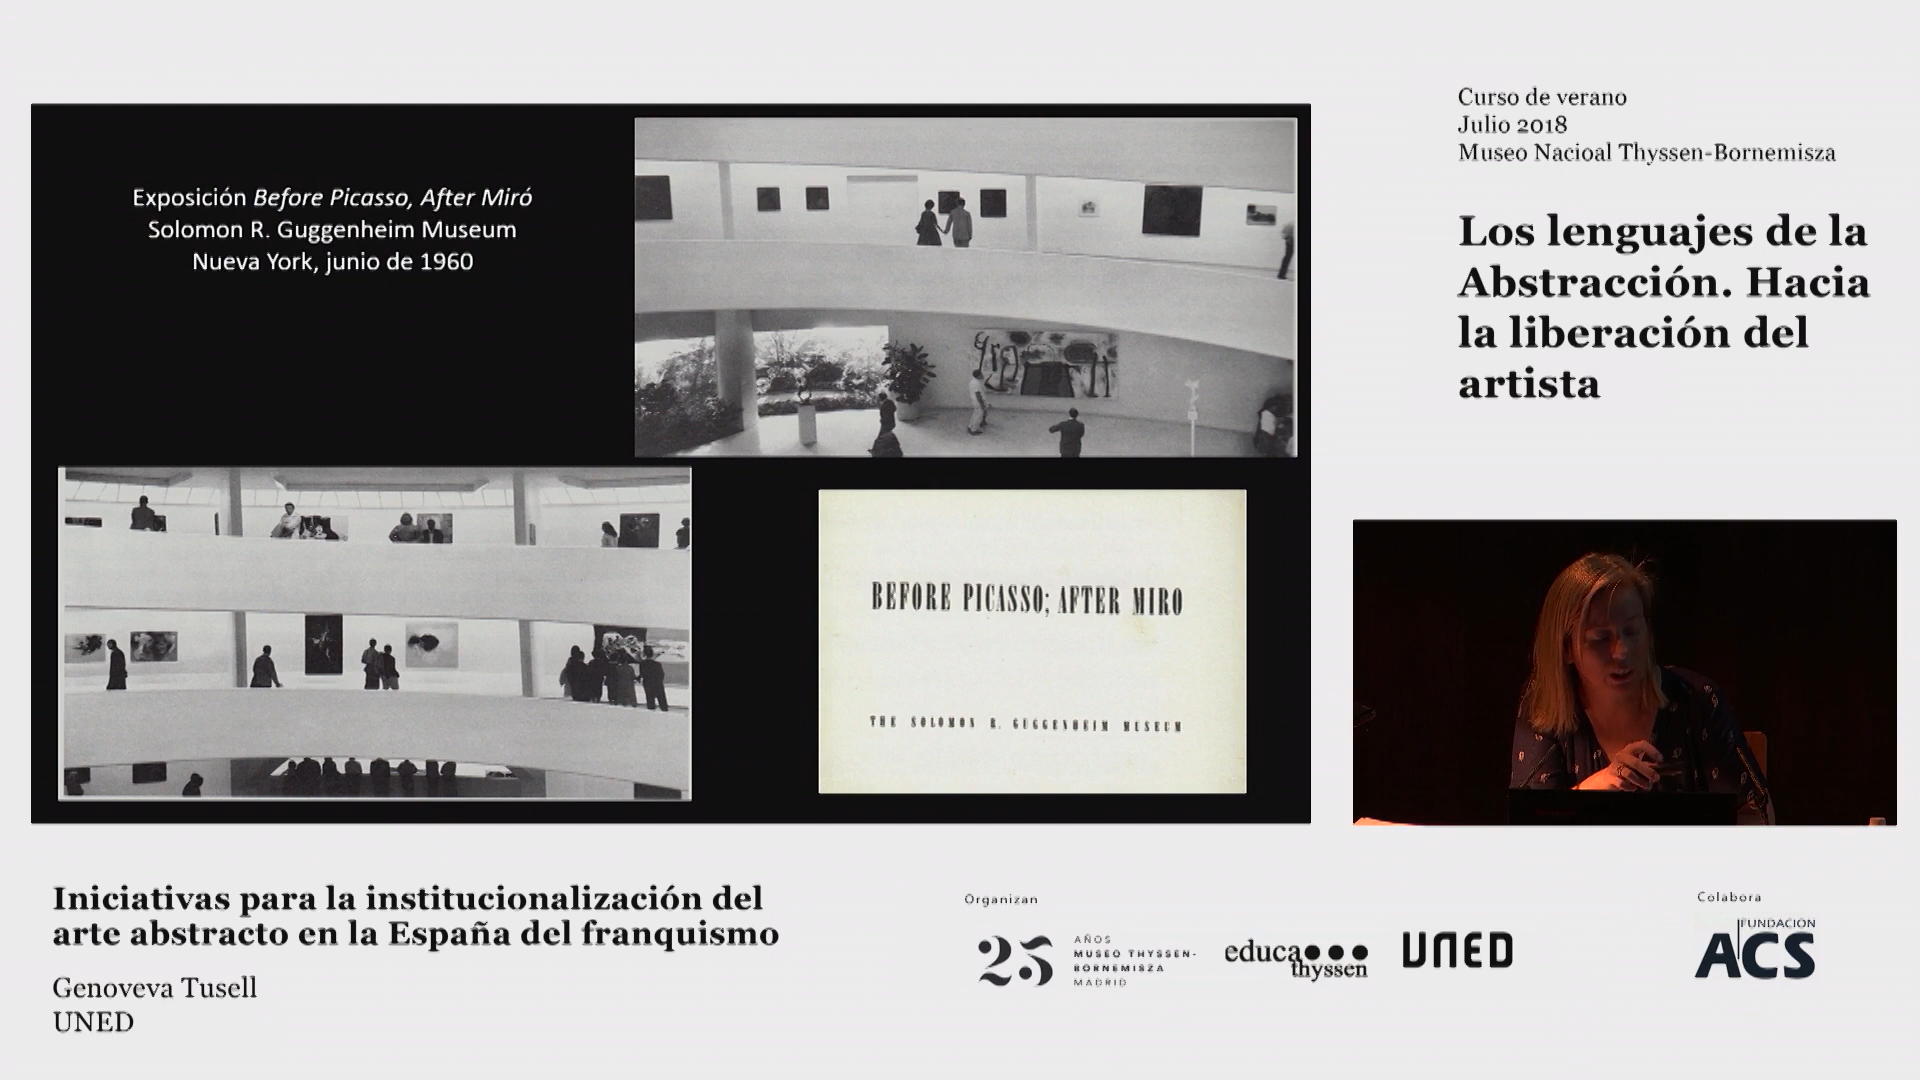 Curso de verano
Julio 2018
Museo Nacioal Thyssen-Bornemisza
Los lenguajes de la
Abstracción. Hacia
la liberación del
artista
Exposición Before Picasso, After Miró
Solomon R. Guggenheim Museum
Nueva York, junio de 1960
BEFORE PICASSO; AFTER MIRO
THE SOLOMON R. GUGGENHEIM MUSEUM
Iniciativas para la institucionalización del
arte abstracto en la España del franquismo
Genoveva Tusell
UNED
Organizan
25
AÑOS
MUSEO THYSSEN-
BORNEMISZA
MADRID
educa
thyssen
UNED
Colabora
FUNDACIÓN
ACS